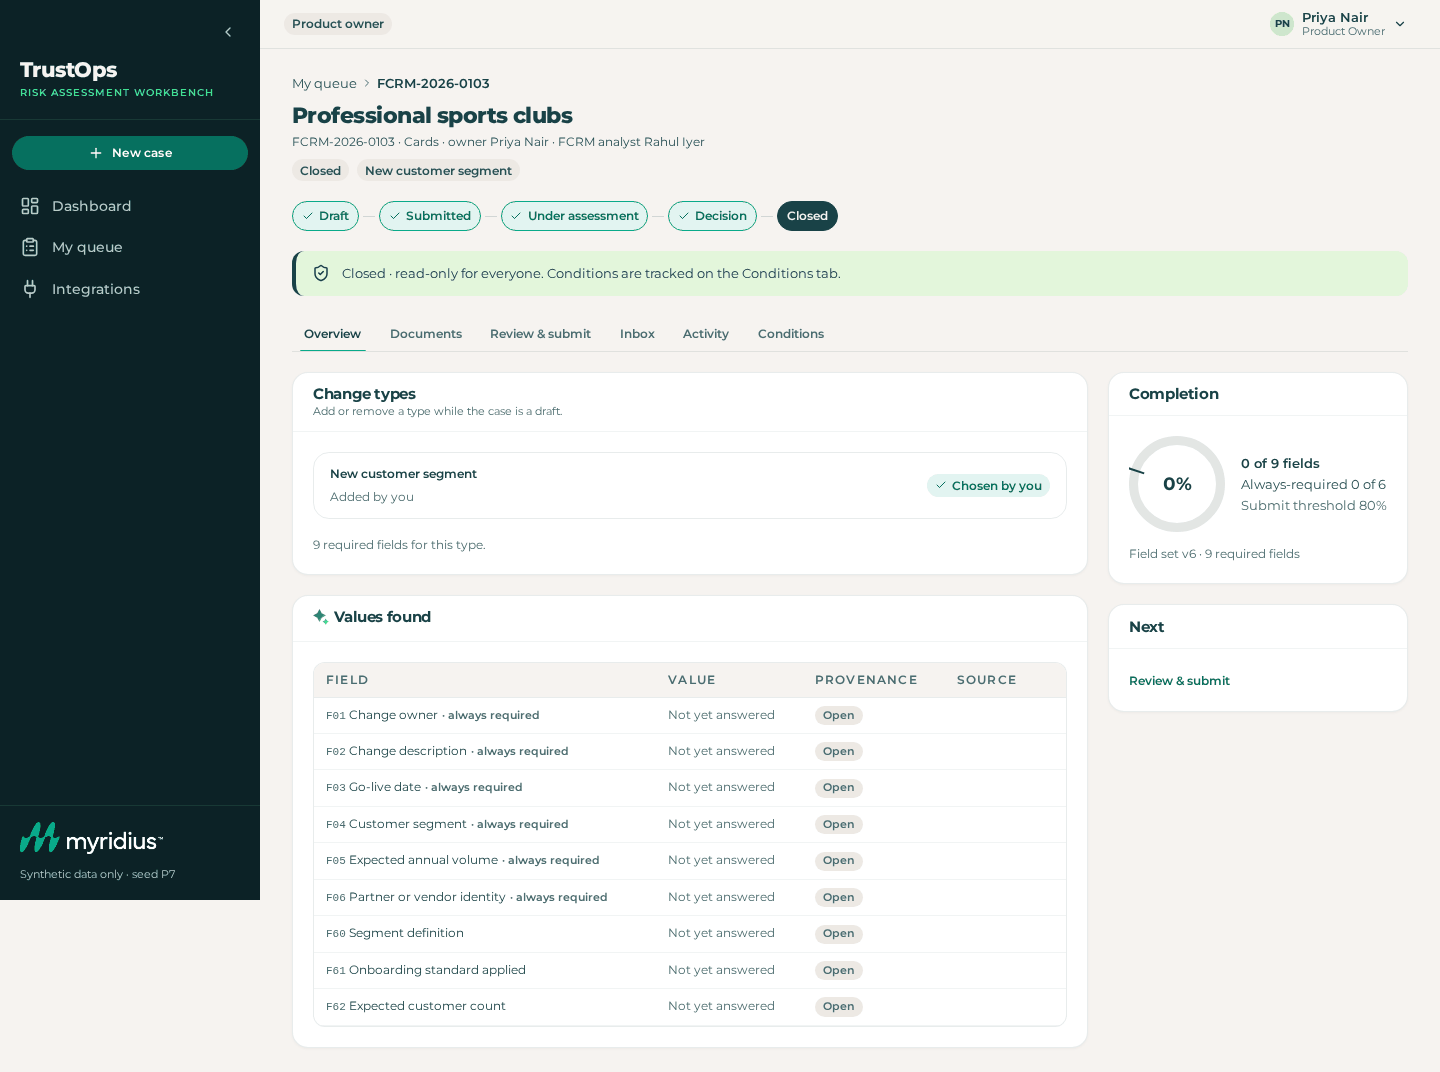 Product owner
PN
Priya Nair
Product Owner
TrustOps
RISK ASSESSMENT WORKBENCH
New case
Dashboard
My queue
Integrations
myridius™
Synthetic data only · seed P7
My queue › FCRM-2026-0103
Professional sports clubs
FCRM-2026-0103 · Cards · owner Priya Nair · FCRM analyst Rahul Iyer
Closed New customer segment
Draft Submitted Under assessment Decision Closed
Closed · read-only for everyone. Conditions are tracked on the Conditions tab.
Overview Documents Review & submit Inbox Activity Conditions
Change types
Add or remove a type while the case is a draft.
New customer segment
Added by you
Chosen by you
9 required fields for this type.
Values found
FIELD VALUE PROVENANCE SOURCE
F01 Change owner · always required Not yet answered Open
F02 Change description · always required Not yet answered Open
F03 Go-live date · always required Not yet answered Open
F04 Customer segment · always required Not yet answered Open
F05 Expected annual volume · always required Not yet answered Open
F06 Partner or vendor identity · always required Not yet answered Open
F60 Segment definition Not yet answered Open
F61 Onboarding standard applied Not yet answered Open
F62 Expected customer count Not yet answered Open
Completion
0%
0 of 9 fields
Always-required 0 of 6
Submit threshold 80%
Field set v6 · 9 required fields
Next
Review & submit